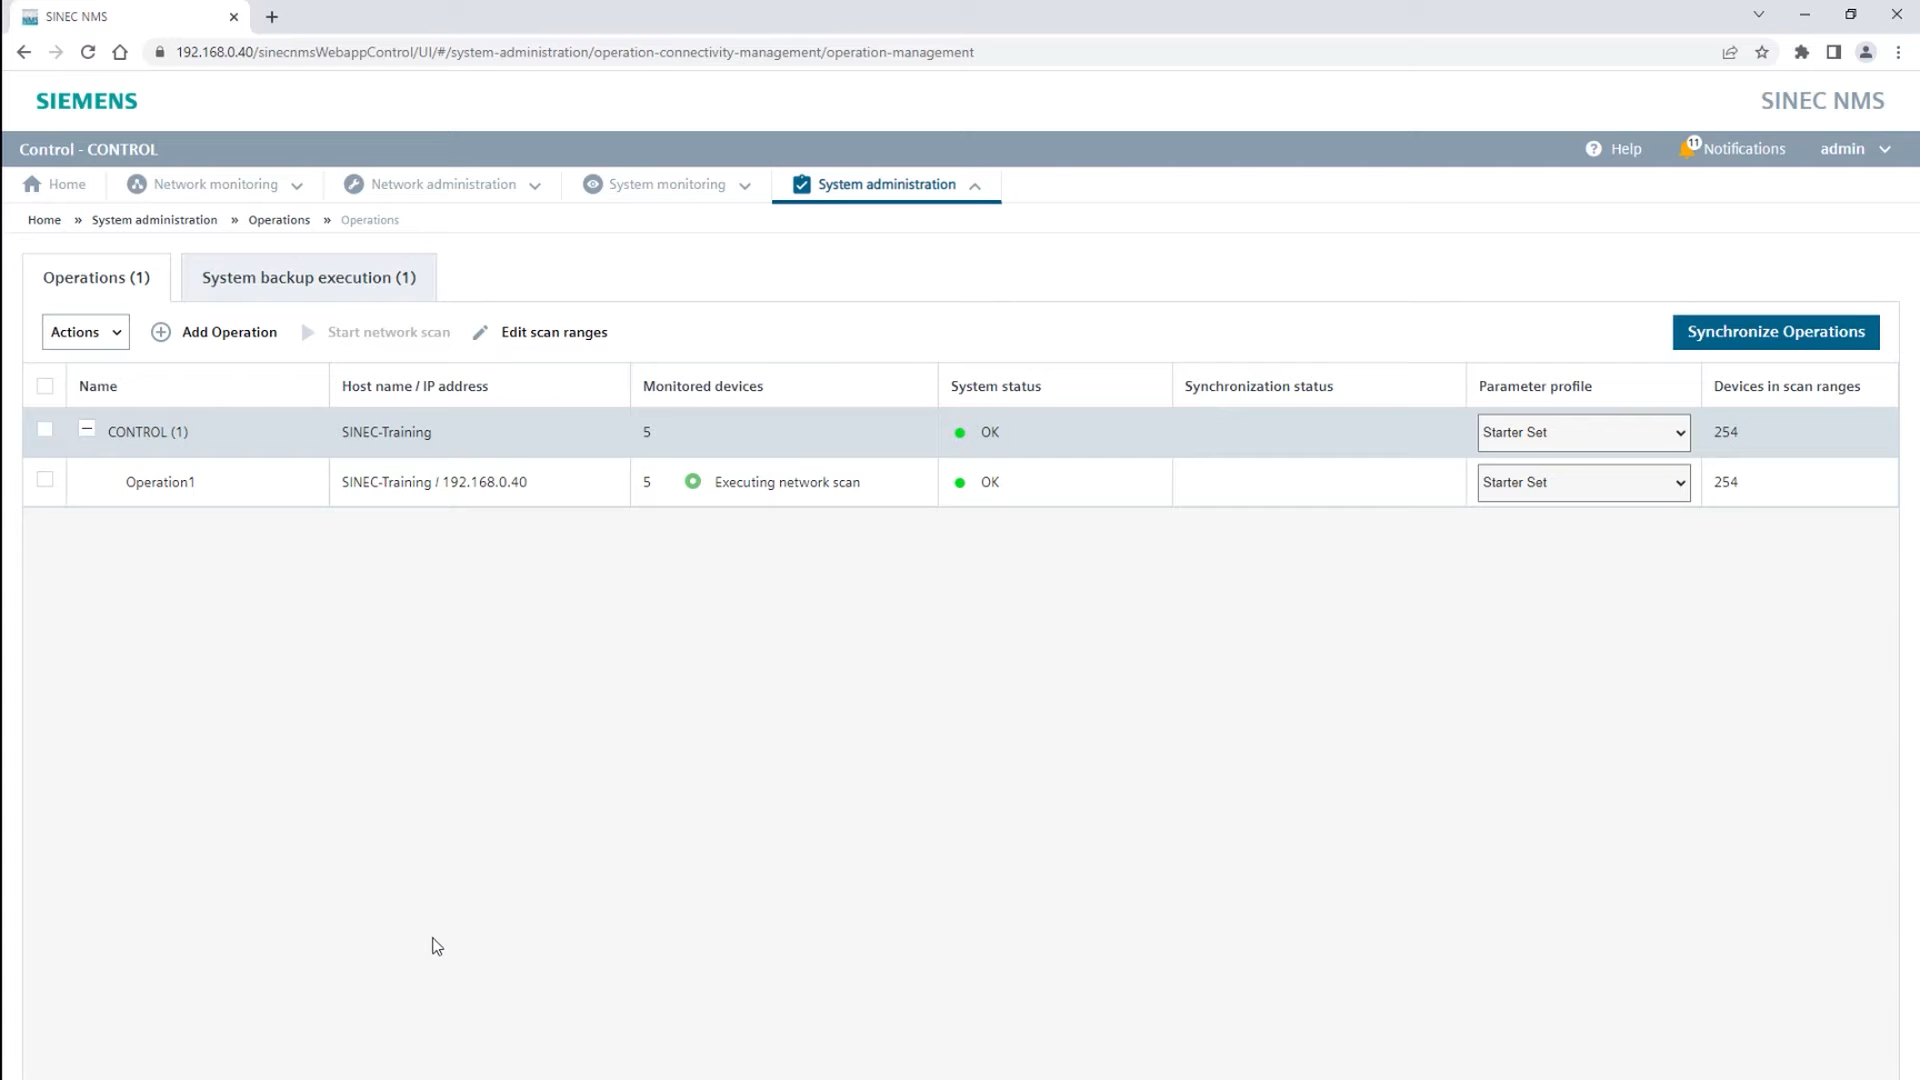 SINEC NMS
192.168.0.40/sinecnmsWebappControl/UI/#/system-administration/operation-connectivity-management/operation-management
SIEMENS SINEC NMS
Control - CONTROL ? Help 11 Notifications admin
Home Network monitoring Network administration System monitoring System administration
Home » System administration » Operations » Operations
Operations (1) System backup execution (1)
Actions Add Operation Start network scan Edit scan ranges Synchronize Operations
Name Host name / IP address Monitored devices System status Synchronization status Parameter profile Devices in scan ranges
CONTROL (1) SINEC-Training 5 OK Starter Set 254
Operation1 SINEC-Training / 192.168.0.40 5 Executing network scan OK Starter Set 254